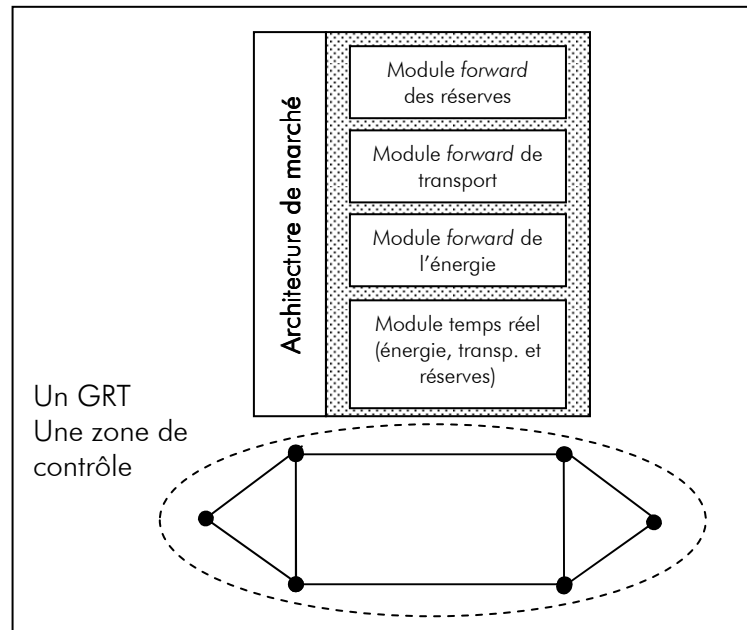 Architecture de marché
Module forward
des réserves
Module forward de
transport
Module forward de
l'énergie
Module temps réel
(énergie, transp. et
réserves)
Un GRT
Une zone de
contrôle